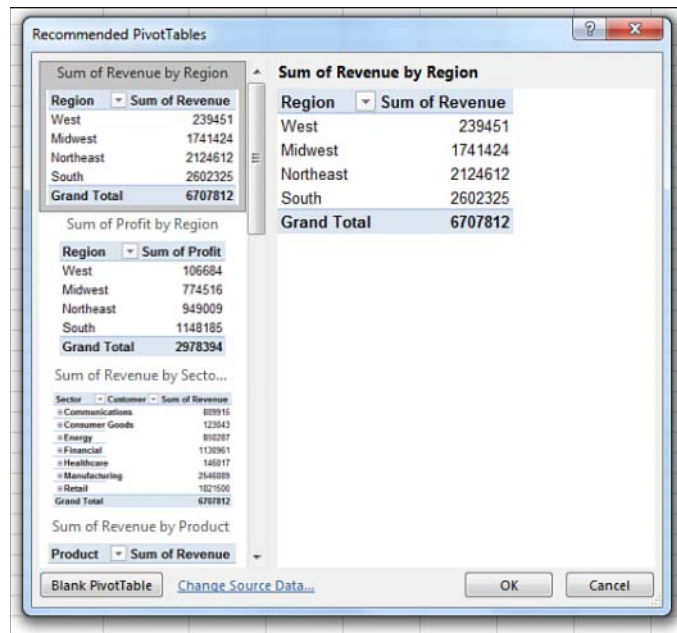 Recommended PivotTables
Sum of Revenue by Region
Region Sum of Revenue
West 239451
Midwest 1741424
Northeast 2124612
South 2602325
Grand Total 6707812
Sum of Profit by Region
Region Sum of Profit
West 106684
Midwest 774516
Northeast 949009
South 1148185
Grand Total 2978394
Sum of Revenue by Secto...
Sector Customer Sum of Revenue
Communications
Consumer Goods 123043
Energy
Financial 1130961
Healthcare 146017
Manufacturing
Retail 1021500
Grand Total 6707812
Sum of Revenue by Product
Product Sum of Revenue
Sum of Revenue by Region
Region Sum of Revenue
West 239451
Midwest 1741424
Northeast 2124612
South 2602325
Grand Total 6707812
Blank PivotTable Change Source Data... OK Cancel